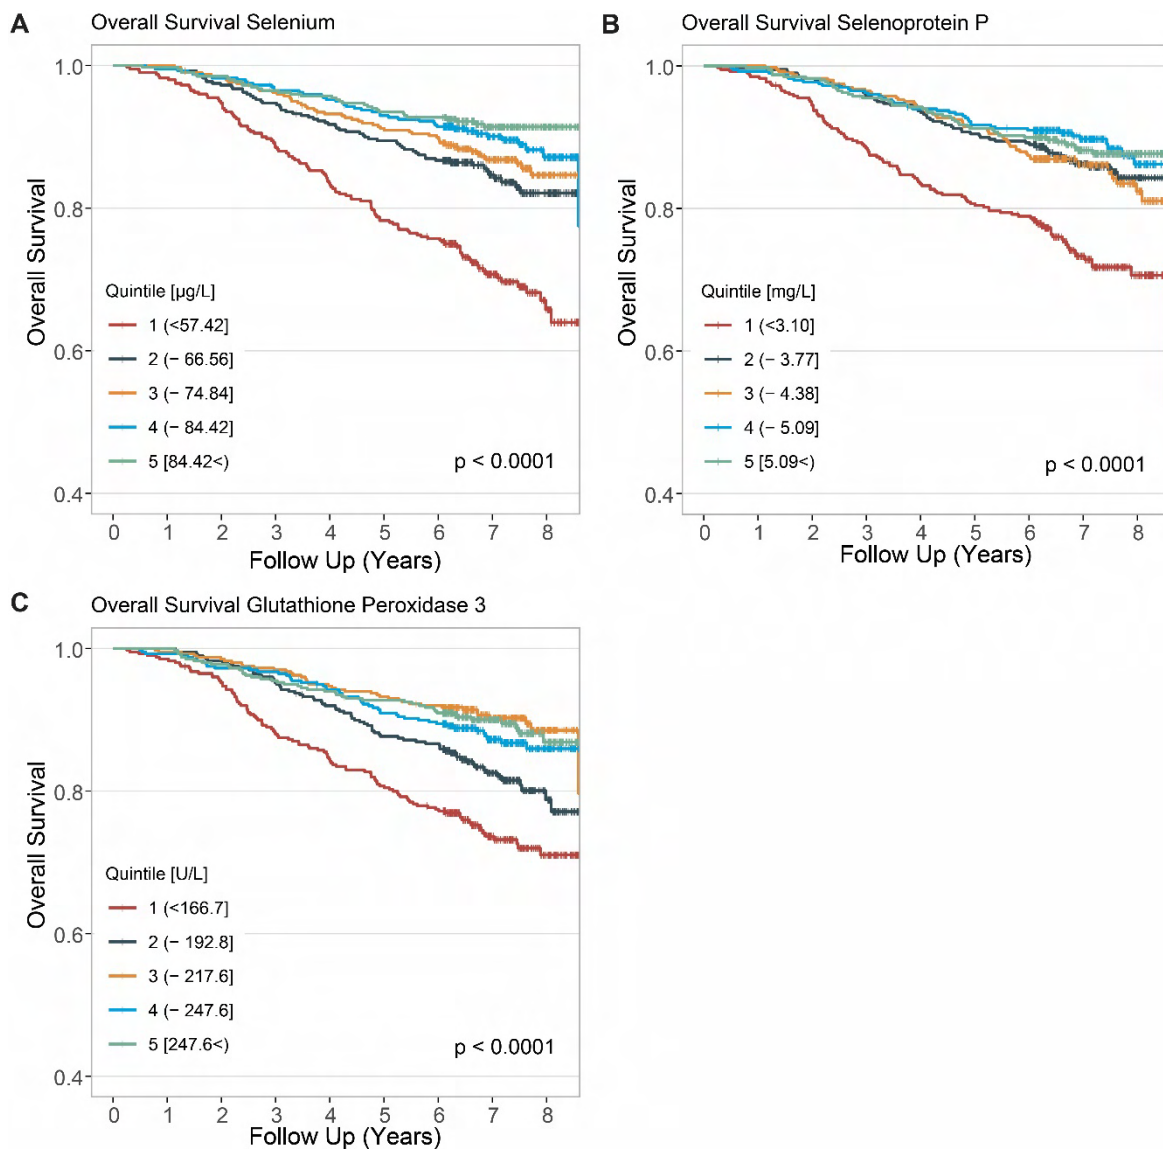 A
Overall Survival Selenium
1.0
0.8
0.6
0.4
Overall Survival
Quintile [µg/L]
1 (<57.42]
2 (− 66.56]
3 (− 74.84]
4 (− 84.42]
5 [84.42<)
p < 0.0001
0 1 2 3 4 5 6 7 8
Follow Up (Years)
B
Overall Survival Selenoprotein P
1.0
0.8
0.6
0.4
Overall Survival
Quintile [mg/L]
1 (<3.10]
2 (− 3.77]
3 (− 4.38]
4 (− 5.09]
5 [5.09<)
p < 0.0001
0 1 2 3 4 5 6 7 8
Follow Up (Years)
C
Overall Survival Glutathione Peroxidase 3
1.0
0.8
0.6
0.4
Overall Survival
Quintile [U/L]
1 (<166.7]
2 (− 192.8]
3 (− 217.6]
4 (− 247.6]
5 [247.6<)
p < 0.0001
0 1 2 3 4 5 6 7 8
Follow Up (Years)